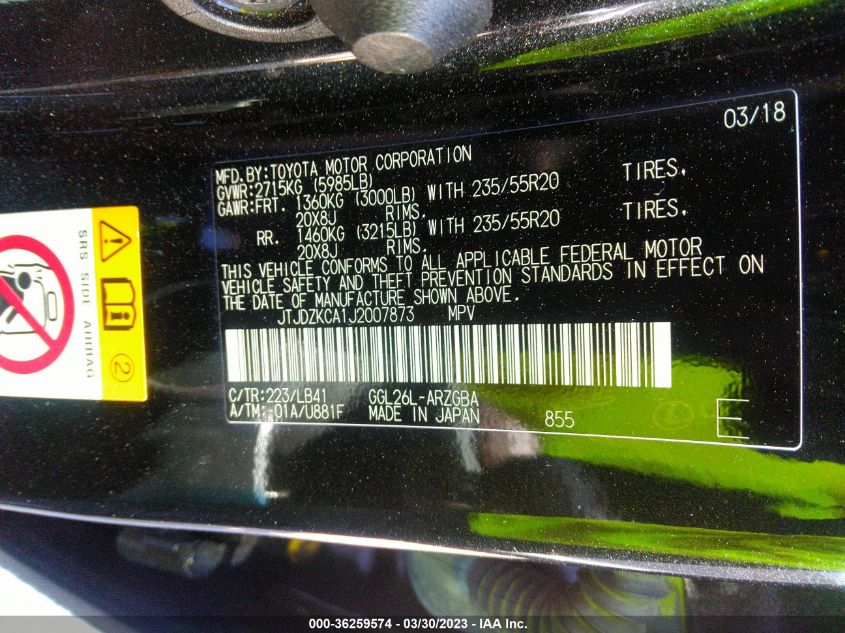 03/18
MFD.BY:TOYOTA MOTOR CORPORATION
GVWR:2715KG (5985LB)
GAWR:FRT. 1360KG (3000LB) WITH 235/55R20 TIRES,
20X8J RIMS.
RR. 1460KG (3215LB) WITH 235/55R20 TIRES,
20X8J RIMS.
THIS VEHICLE CONFORMS TO ALL APPLICABLE FEDERAL MOTOR
VEHICLE SAFETY AND THEFT PREVENTION STANDARDS IN EFFECT ON
THE DATE OF MANUFACTURE SHOWN ABOVE.
JTJDZKCA1J2007873 MPV
C/TR:223/LB41 GGL26L-ARZGBA
A/TM:-01A/U881F MADE IN JAPAN 855
SRS SIDE AIRBAG
2
000-36259574 - 03/30/2023 - IAA Inc.